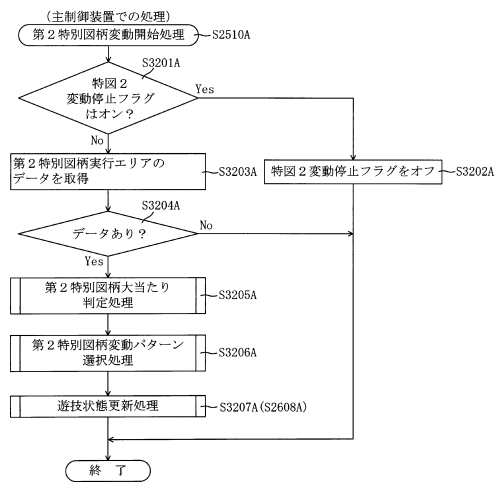 (主制御装置での処理)
第2特別図柄変動開始処理
S2510A
S3201A
特図2
変動停止フラグ
はオン?
Yes
No
第2特別図柄実行エリアの
データを取得
S3203A
特図2変動停止フラグをオフ
S3202A
S3204A
データあり?
No
Yes
第2特別図柄大当たり
判定処理
S3205A
第2特別図柄変動パターン
選択処理
S3206A
遊技状態更新処理
S3207A(S2608A)
終 了